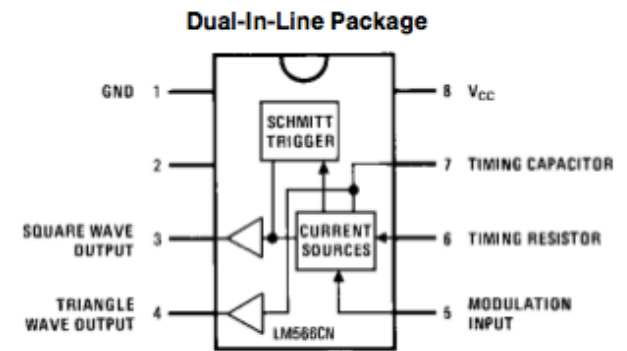 Dual-In-Line Package
GND 1
8 VCC
SCHMITT
TRIGGER
2
7 TIMING CAPACITOR
SQUARE WAVE
OUTPUT
3
CURRENT
SOURCES
6 TIMING RESISTOR
TRIANGLE
WAVE OUTPUT
4
5 MODULATION
INPUT
LM566CN